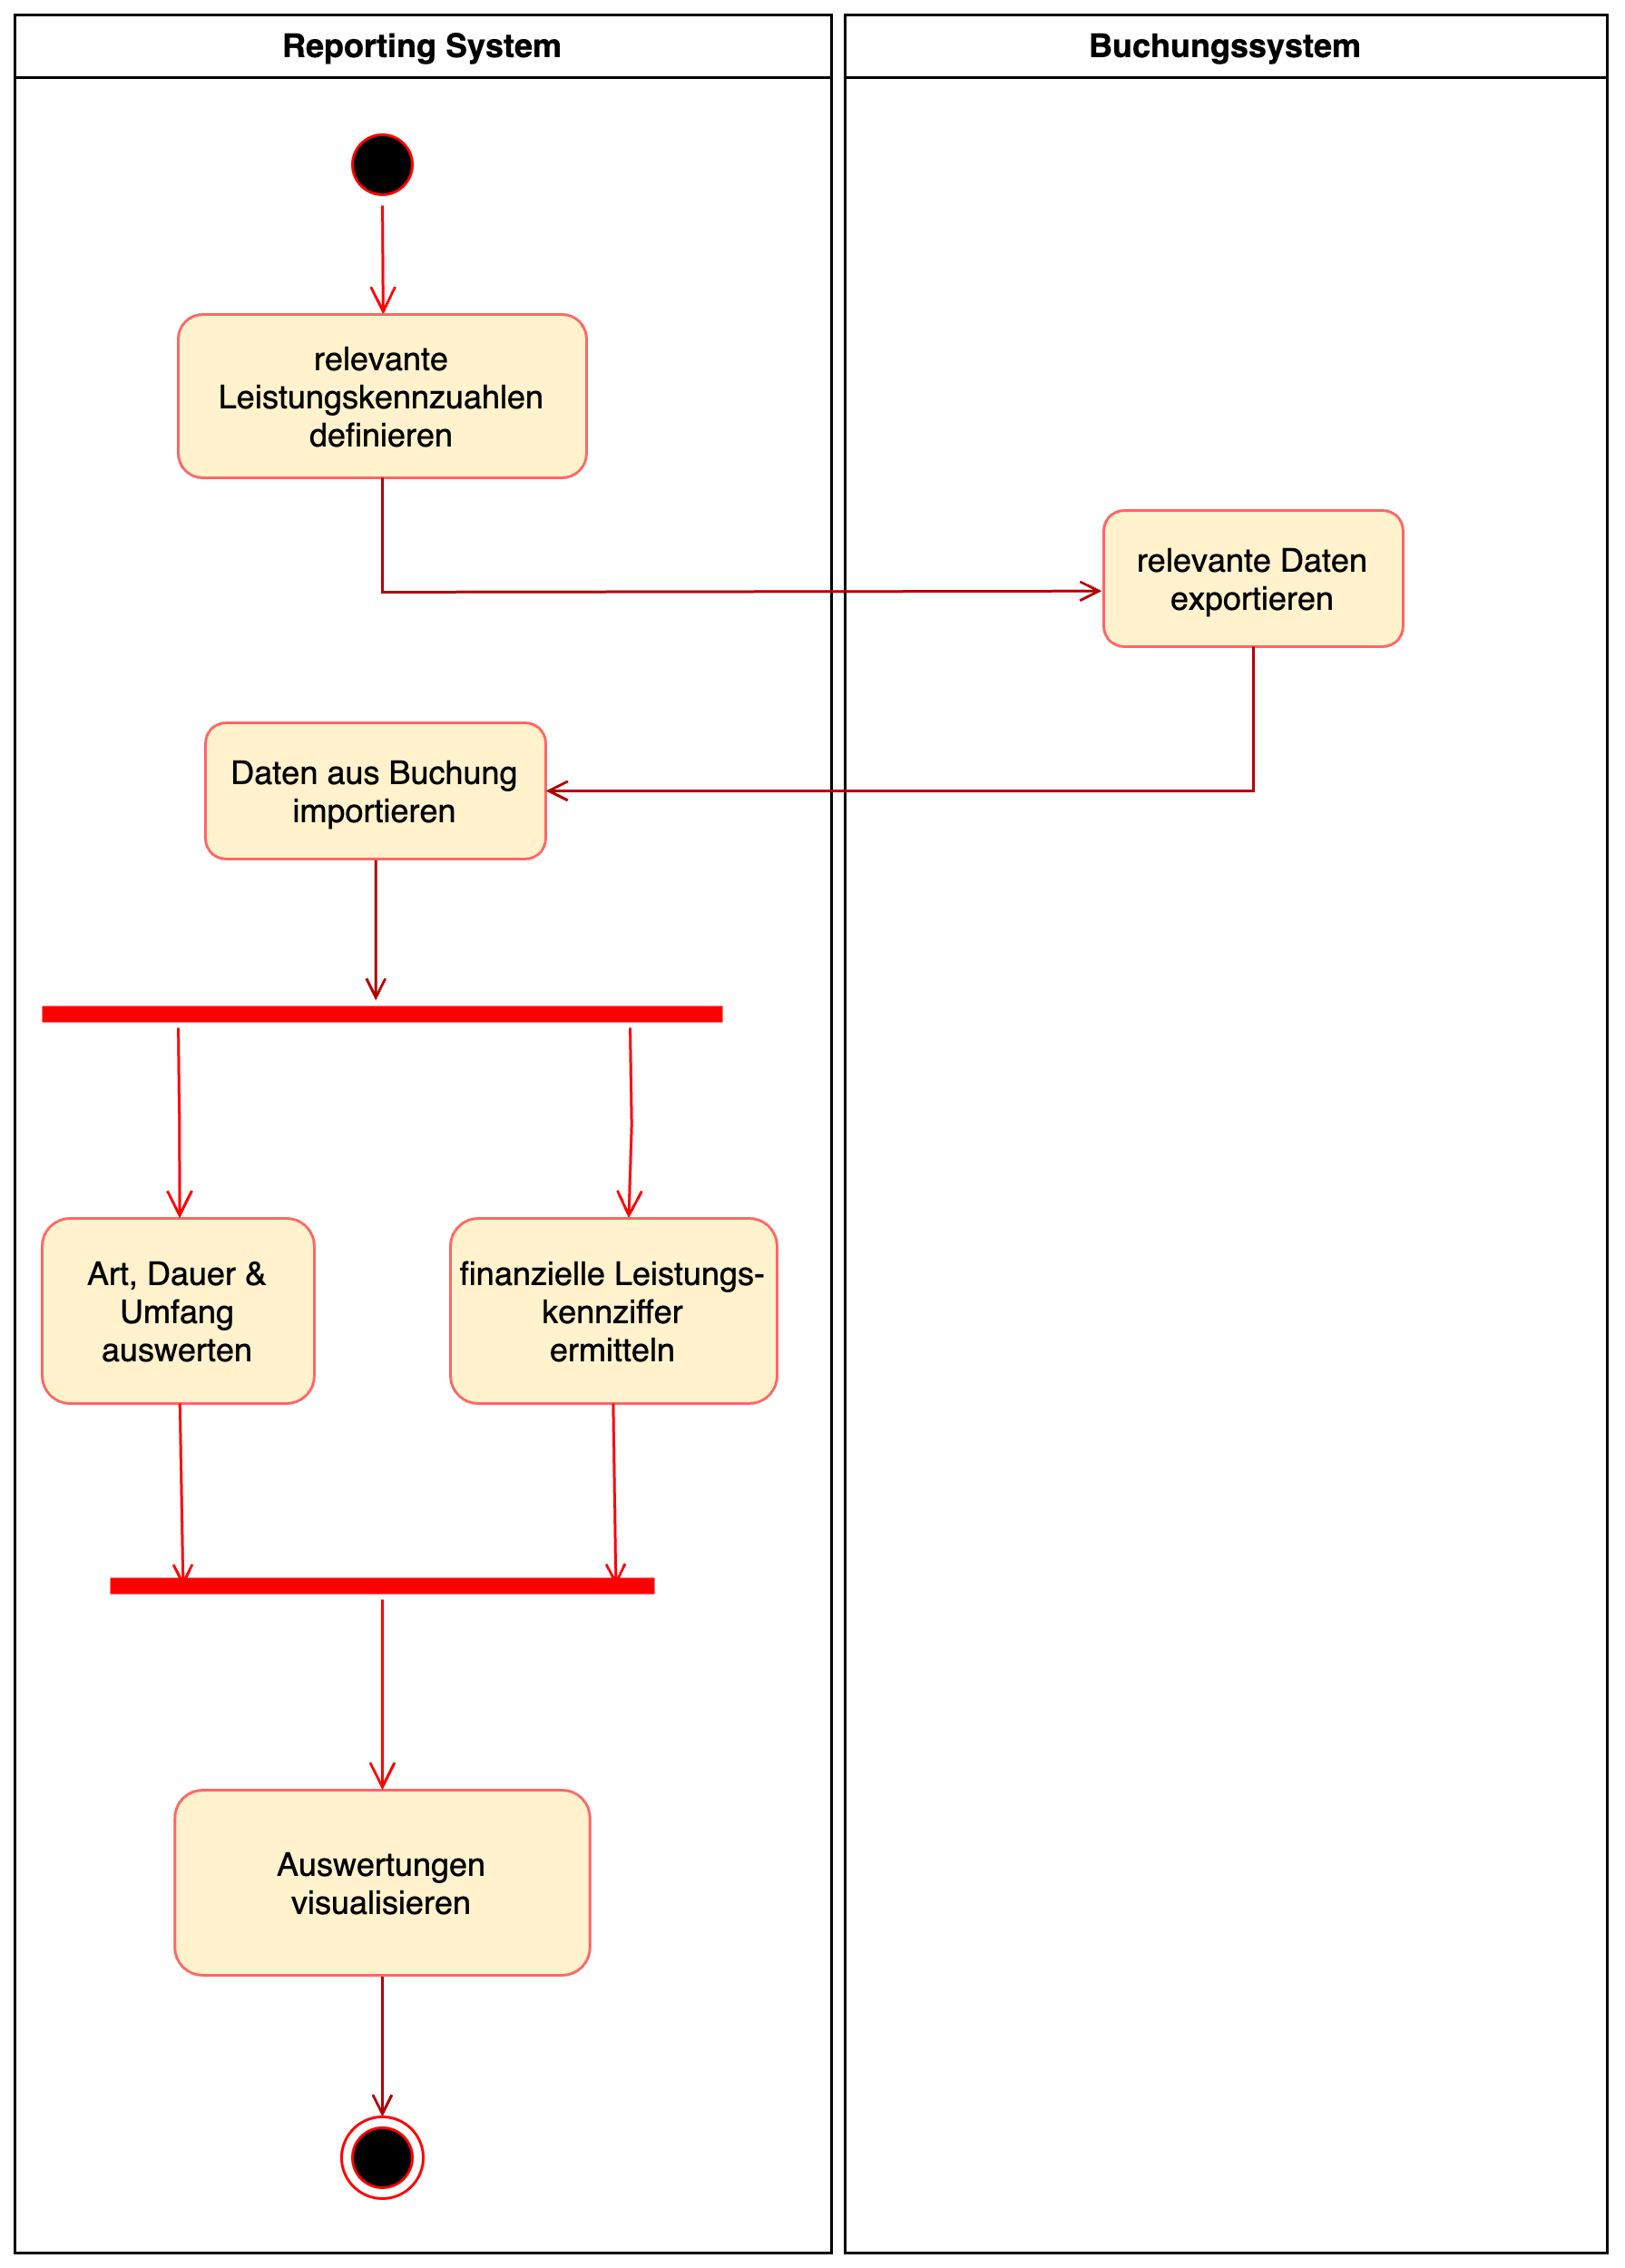 Reporting System
Buchungssystem
relevante
Leistungskennzuahlen
definieren
relevante Daten
exportieren
Daten aus Buchung
importieren
Art, Dauer &
Umfang
auswerten
finanzielle Leistungs-
kennziffer
ermitteln
Auswertungen
visualisieren